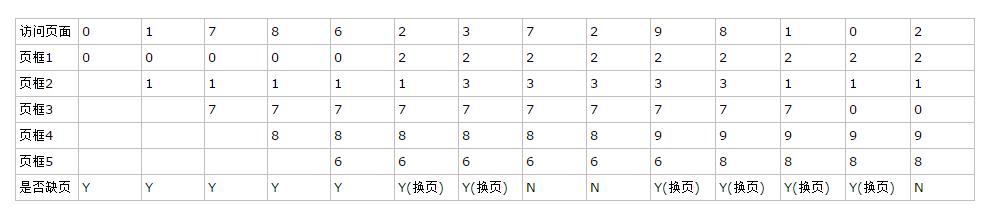 访问页面 0 1 7 8 6 2 3 7 2 9 8 1 0 2
页框1 0 0 0 0 0 2 2 2 2 2 2 2 2 2
页框2 1 1 1 1 1 3 3 3 3 3 1 1 1
页框3 7 7 7 7 7 7 7 7 7 7 0 0
页框4 8 8 8 8 8 8 9 9 9 9 9
页框5 6 6 6 6 6 6 8 8 8 8
是否缺页 Y Y Y Y Y Y(换页) Y(换页) N N Y(换页) Y(换页) Y(换页) Y(换页) N